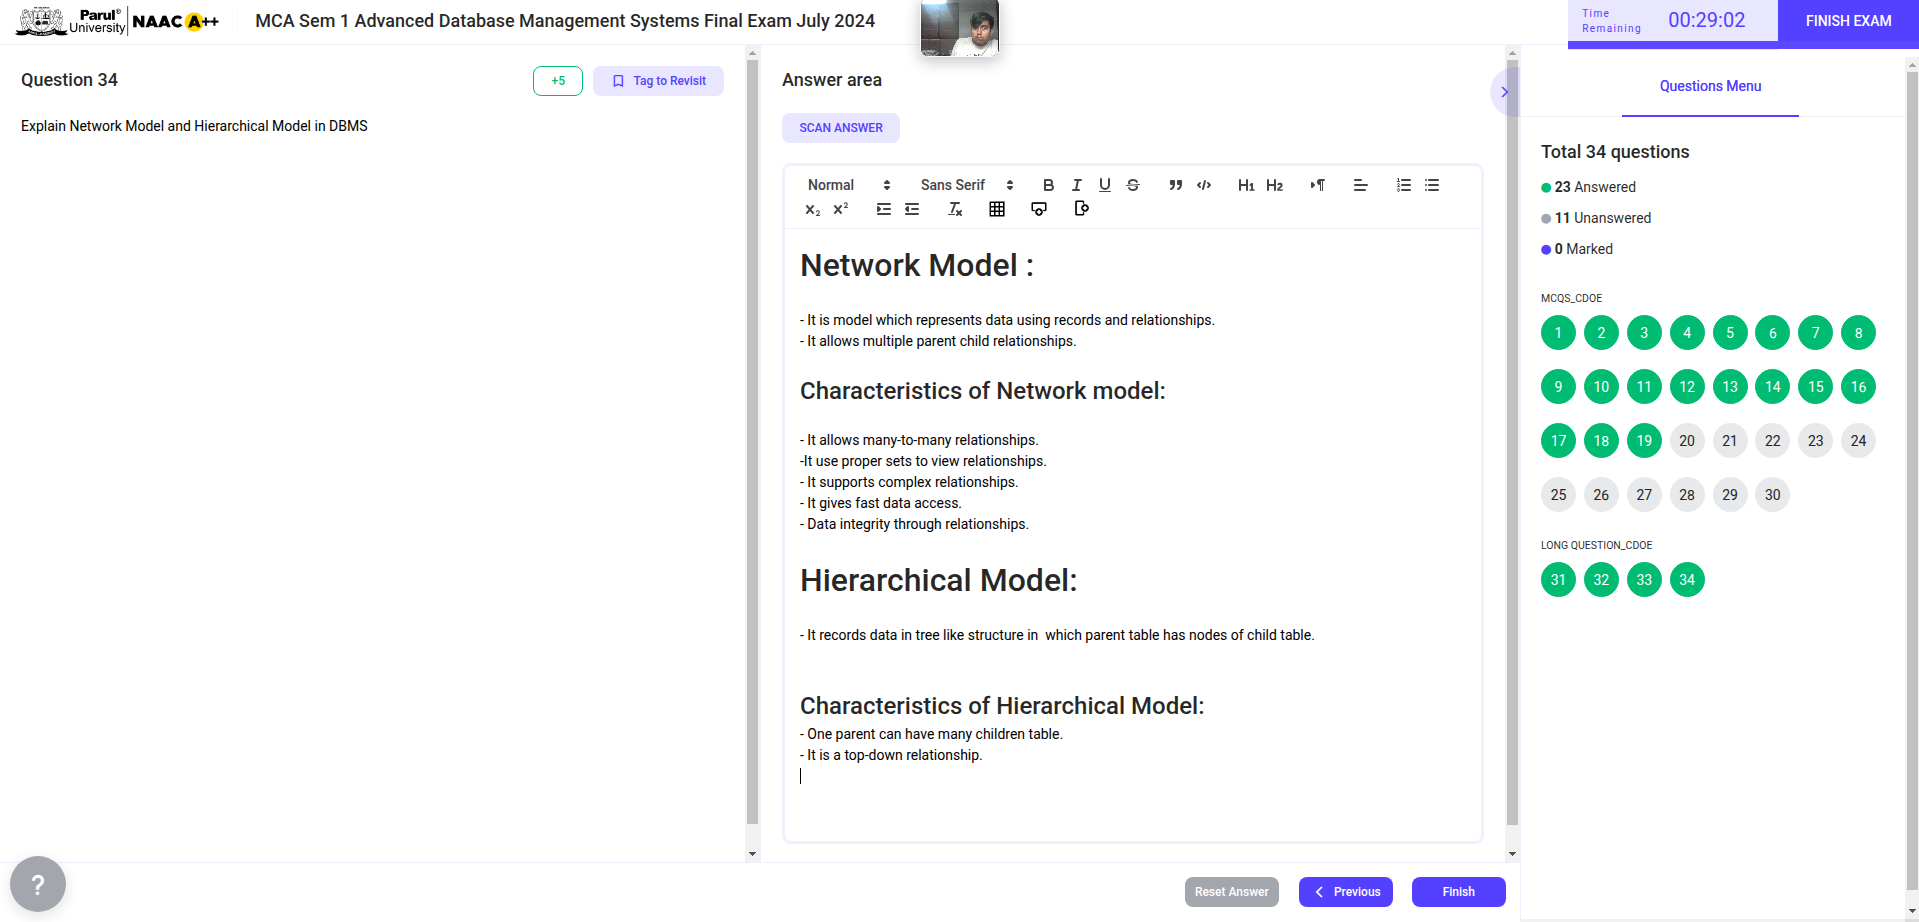 Parul®
University
NAAC A++
MCA Sem 1 Advanced Database Management Systems Final Exam July 2024
Time
Remaining
00:29:02
FINISH EXAM
Question 34
+5
Tag to Revisit
Explain Network Model and Hierarchical Model in DBMS
Answer area
SCAN ANSWER
Normal
Sans Serif
B I U S
H1 H2
x₂ x²
Network Model :
- It is model which represents data using records and relationships.
- It allows multiple parent child relationships.
Characteristics of Network model:
- It allows many-to-many relationships.
-It use proper sets to view relationships.
- It supports complex relationships.
- It gives fast data access.
- Data integrity through relationships.
Hierarchical Model:
- It records data in tree like structure in  which parent table has nodes of child table.
Characteristics of Hierarchical Model:
- One parent can have many children table.
- It is a top-down relationship.
?
Reset Answer
Previous
Finish
Questions Menu
Total 34 questions
23 Answered
11 Unanswered
0 Marked
MCQS_CDOE
1 2 3 4 5 6 7 8
9 10 11 12 13 14 15 16
17 18 19 20 21 22 23 24
25 26 27 28 29 30
LONG QUESTION_CDOE
31 32 33 34